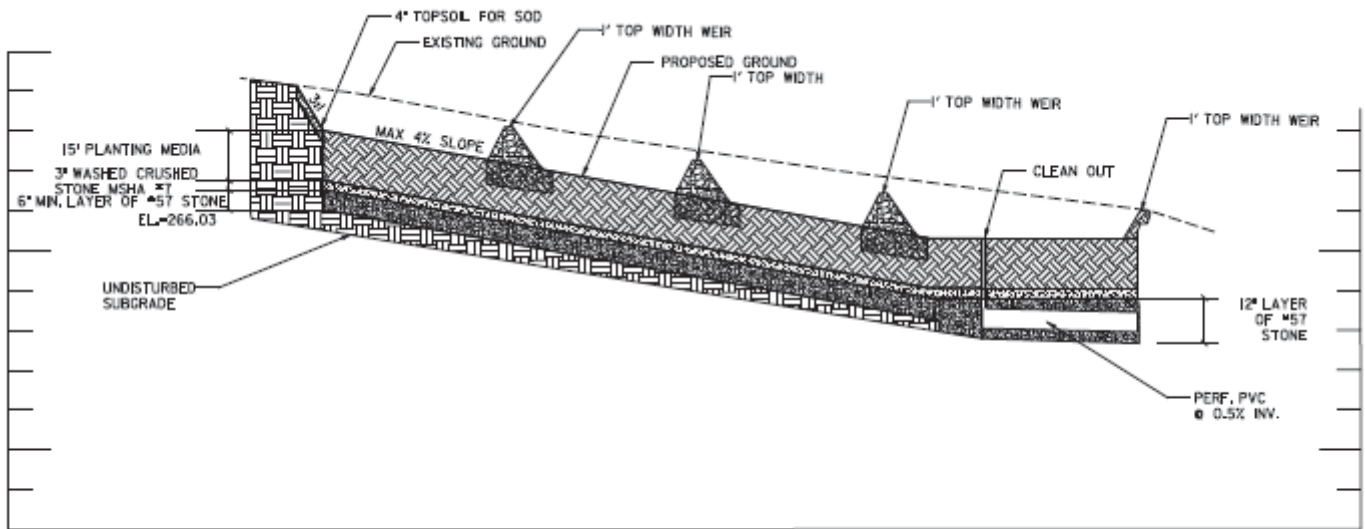 4" TOPSOIL FOR SOD
EXISTING GROUND
1' TOP WIDTH WEIR
PROPOSED GROUND
1' TOP WIDTH
1' TOP WIDTH WEIR
1' TOP WIDTH WEIR
3:1
MAX 4% SLOPE
CLEAN OUT
15' PLANTING MEDIA
3" WASHED CRUSHED
STONE MSHA #7
6" MIN. LAYER OF #57 STONE
EL.=266.03
UNDISTURBED
SUBGRADE
12" LAYER
OF #57
STONE
PERF. PVC
@ 0.5% INV.